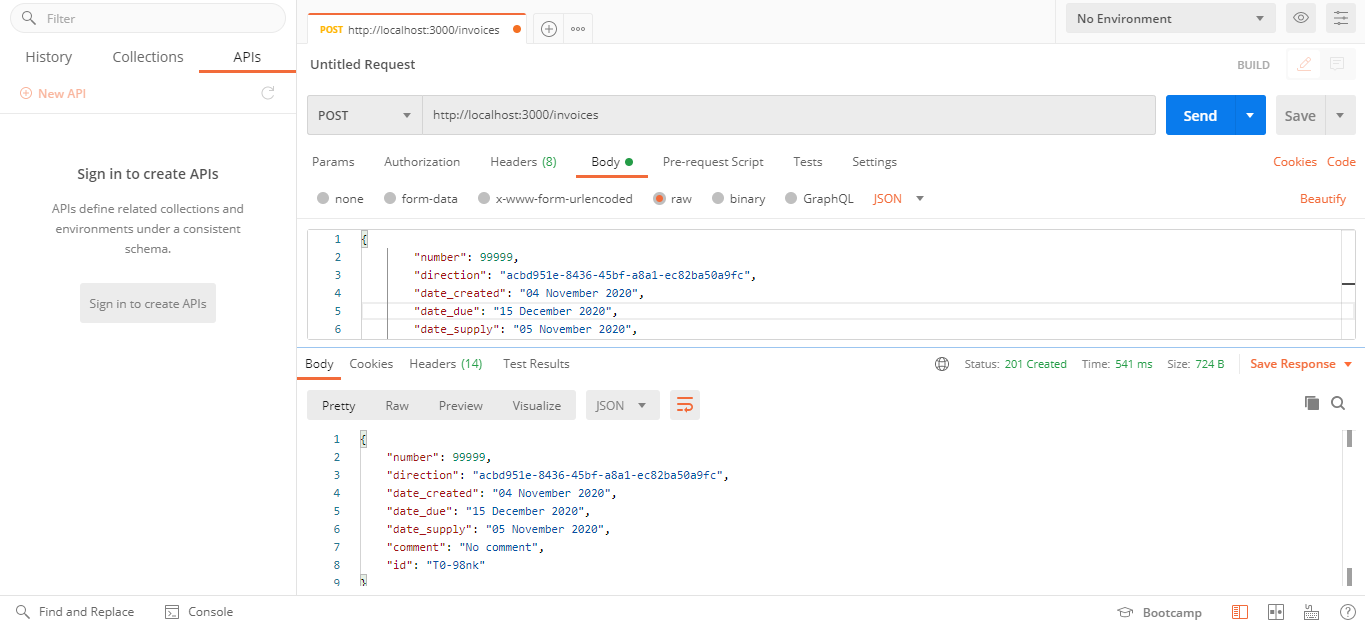 Filter
History Collections APIs
New API
Sign in to create APIs
APIs define related collections and
environments under a consistent
schema.
Sign in to create APIs
POST http://localhost:3000/invoices
No Environment
Untitled Request
BUILD
POST http://localhost:3000/invoices Send Save
Params Authorization Headers (8) Body Pre-request Script Tests Settings Cookies Code
none form-data x-www-form-urlencoded raw binary GraphQL JSON Beautify
1 {
2 "number": 99999,
3 "direction": "acbd951e-8436-45bf-a8a1-ec82ba50a9fc",
4 "date_created": "04 November 2020",
5 "date_due": "15 December 2020",
6 "date_supply": "05 November 2020",
Body Cookies Headers (14) Test Results Status: 201 Created Time: 541 ms Size: 724 B Save Response
Pretty Raw Preview Visualize JSON
1 {
2 "number": 99999,
3 "direction": "acbd951e-8436-45bf-a8a1-ec82ba50a9fc",
4 "date_created": "04 November 2020",
5 "date_due": "15 December 2020",
6 "date_supply": "05 November 2020",
7 "comment": "No comment",
8 "id": "T0-98nk"
9 }
Find and Replace Console Bootcamp